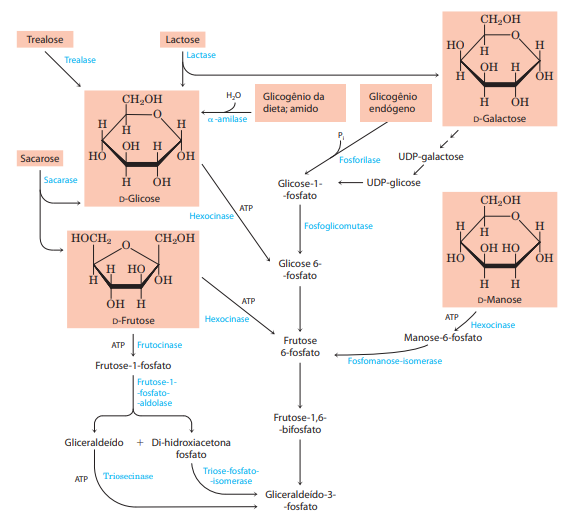 Trealose
Trealase
Lactose
Lactase
CH₂OH
O
HO
H
H
OH
H
H
OH
H
OH
D-Galactose
CH₂OH
O
H
H
H
OH
H
HO
OH
H
OH
D-Glicose
H₂O
α-amilase
Glicogênio da
dieta; amido
Glicogênio
endógeno
Pᵢ
Fosforilase
UDP-galactose
UDP-glicose
Glicose-1-
-fosfato
Sacarose
Sacarase
Hexocinase
ATP
Fosfoglicomutase
Glicose 6-
-fosfato
CH₂OH
O
H
H
H
OH
HO
HO
OH
H
H
D-Manose
HOCH₂
O
CH₂OH
H
HO
H
OH
OH
H
D-Frutose
ATP
Hexocinase
ATP
Hexocinase
Manose-6-fosfato
Fosfomanose-isomerase
Frutose
6-fosfato
ATP
Frutocinase
Frutose-1-fosfato
Frutose-1-
-fosfato-
-aldolase
Frutose-1,6-
-bifosfato
Gliceraldeído + Di-hidroxiacetona
fosfato
ATP
Triosecinase
Triose-fosfato-
-isomerase
Gliceraldeído-3-
-fosfato